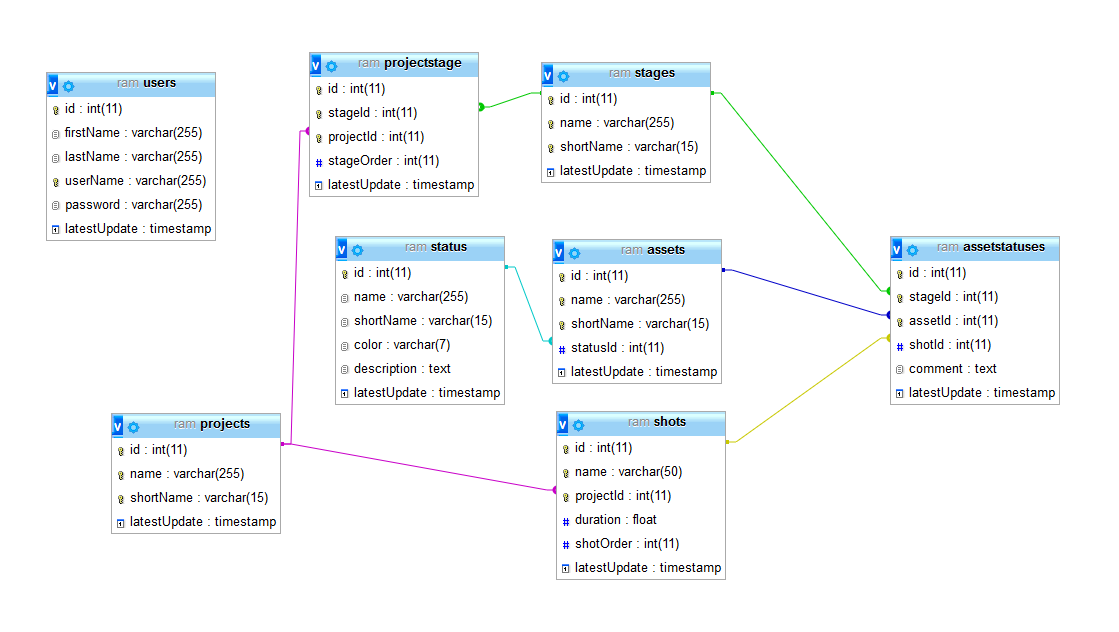 v ram users
id : int(11)
firstName : varchar(255)
lastName : varchar(255)
userName : varchar(255)
password : varchar(255)
latestUpdate : timestamp
v ram projectstage
id : int(11)
stageId : int(11)
projectId : int(11)
# stageOrder : int(11)
latestUpdate : timestamp
v ram stages
id : int(11)
name : varchar(255)
shortName : varchar(15)
latestUpdate : timestamp
v ram status
id : int(11)
name : varchar(255)
shortName : varchar(15)
color : varchar(7)
description : text
latestUpdate : timestamp
v ram assets
id : int(11)
name : varchar(255)
shortName : varchar(15)
# statusId : int(11)
latestUpdate : timestamp
v ram assetstatuses
id : int(11)
stageId : int(11)
assetId : int(11)
# shotId : int(11)
comment : text
latestUpdate : timestamp
v ram projects
id : int(11)
name : varchar(255)
shortName : varchar(15)
latestUpdate : timestamp
v ram shots
id : int(11)
name : varchar(50)
projectId : int(11)
# duration : float
# shotOrder : int(11)
latestUpdate : timestamp